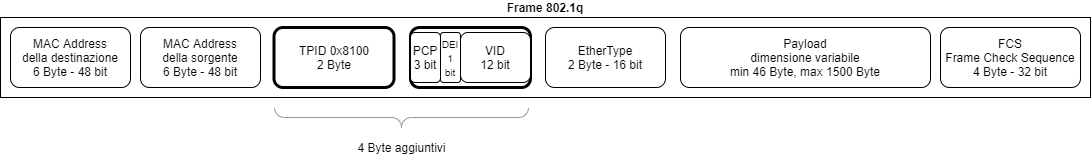 Frame 802.1q
MAC Address
della destinazione
6 Byte - 48 bit
MAC Address
della sorgente
6 Byte - 48 bit
TPID 0x8100
2 Byte
PCP
3 bit
DEI
1
bit
VID
12 bit
EtherType
2 Byte - 16 bit
Payload
dimensione variabile
min 46 Byte, max 1500 Byte
FCS
Frame Check Sequence
4 Byte - 32 bit
4 Byte aggiuntivi